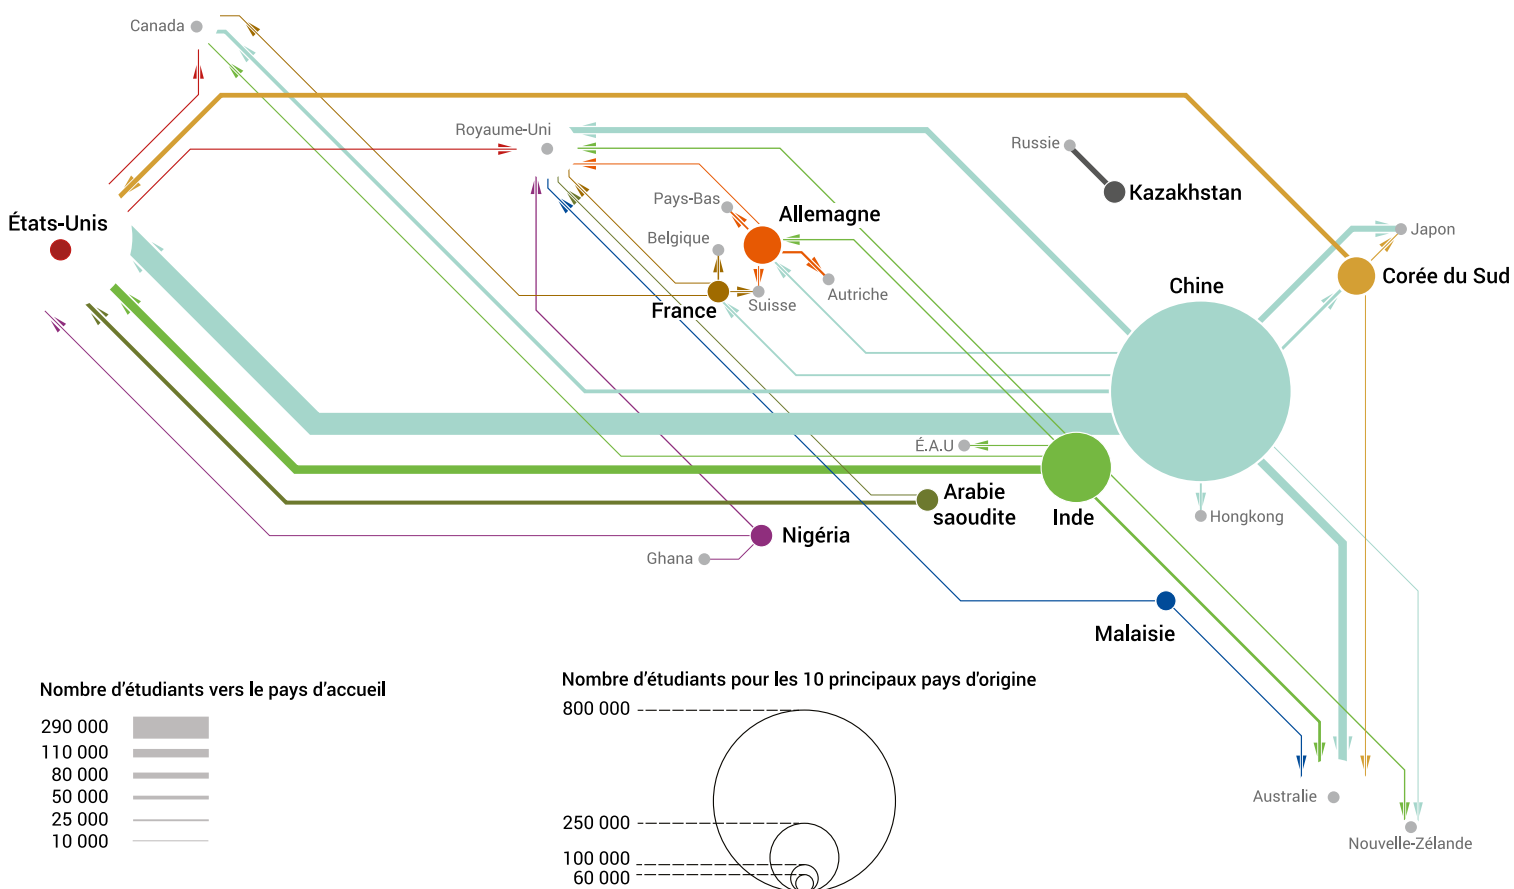 Canada
Royaume-Uni
Russie
Kazakhstan
Pays-Bas
Allemagne
États-Unis
Belgique
Japon
Corée du Sud
Chine
Autriche
Suisse
France
É.A.U
Arabie
saoudite
Inde
Hongkong
Nigéria
Ghana
Malaisie
Nombre d'étudiants vers le pays d'accueil
290 000
110 000
80 000
50 000
25 000
10 000
Nombre d'étudiants pour les 10 principaux pays d'origine
800 000
250 000
100 000
60 000
Australie
Nouvelle-Zélande